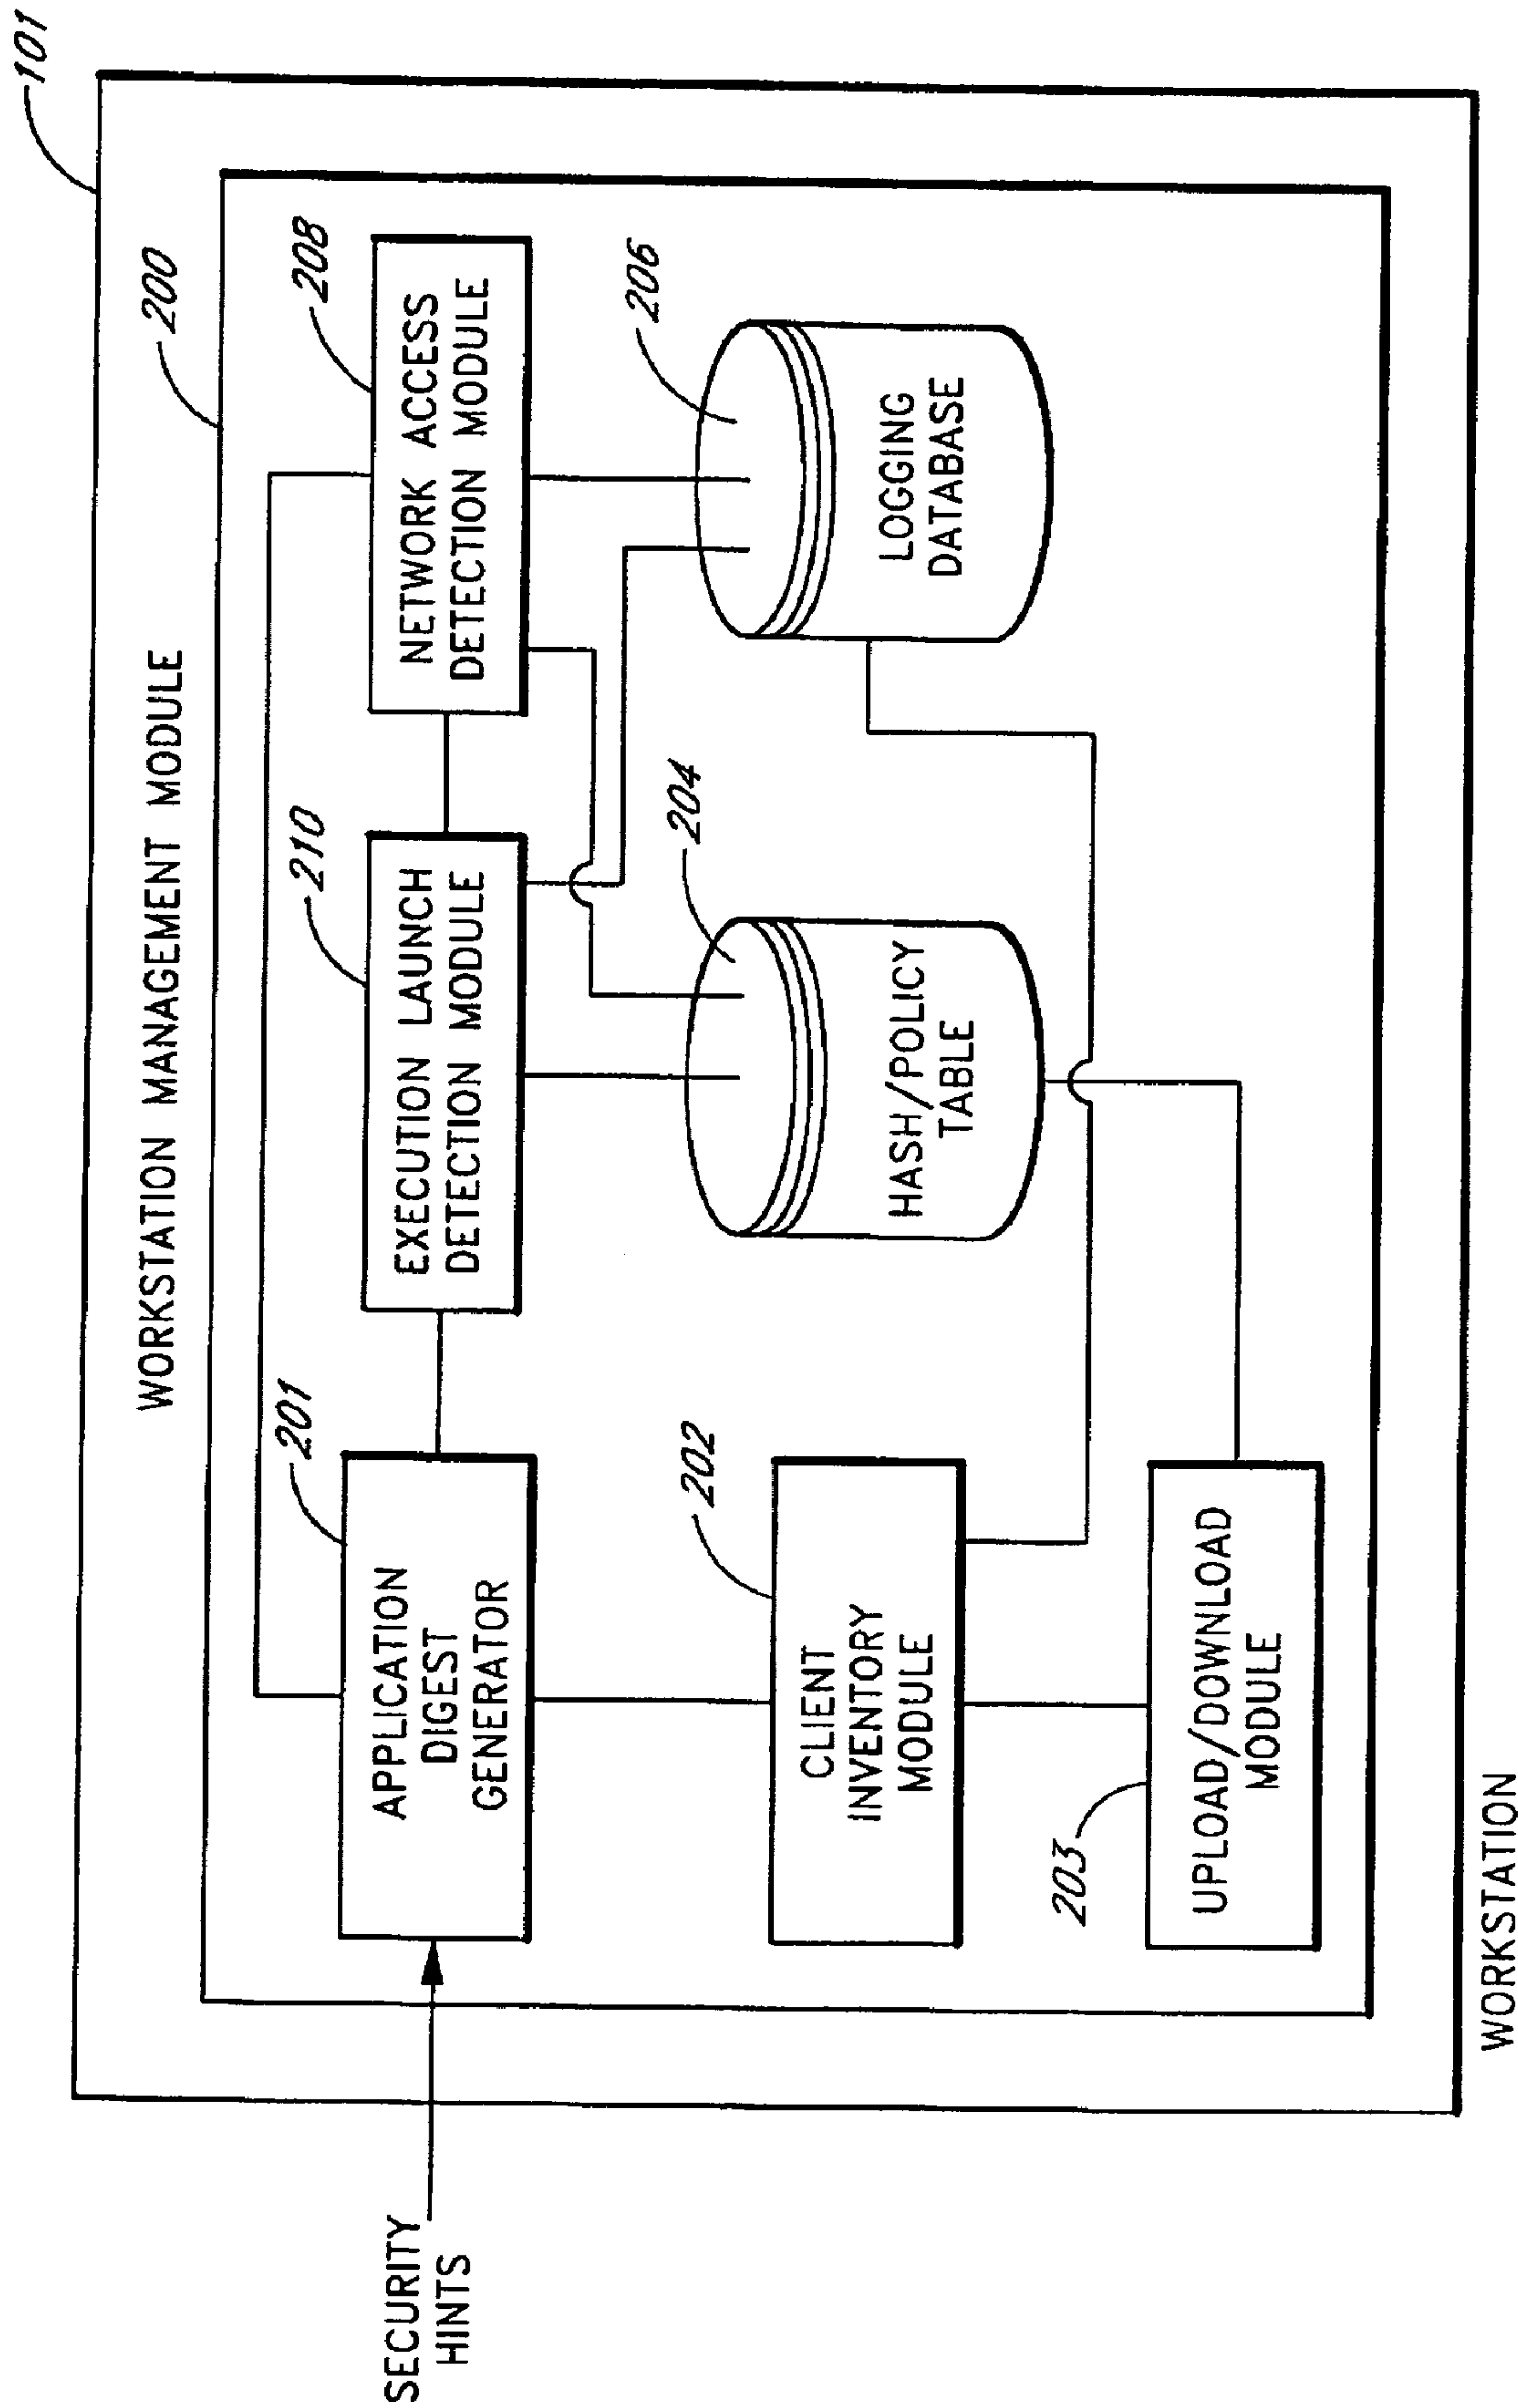 101
WORKSTATION MANAGEMENT MODULE
200
201
210
208
SECURITY
HINTS
APPLICATION
DIGEST
GENERATOR
EXECUTION LAUNCH
DETECTION MODULE
NETWORK ACCESS
DETECTION MODULE
202
204
206
CLIENT
INVENTORY
MODULE
HASH/POLICY
TABLE
LOGGING
DATABASE
203
UPLOAD/DOWNLOAD
MODULE
WORKSTATION